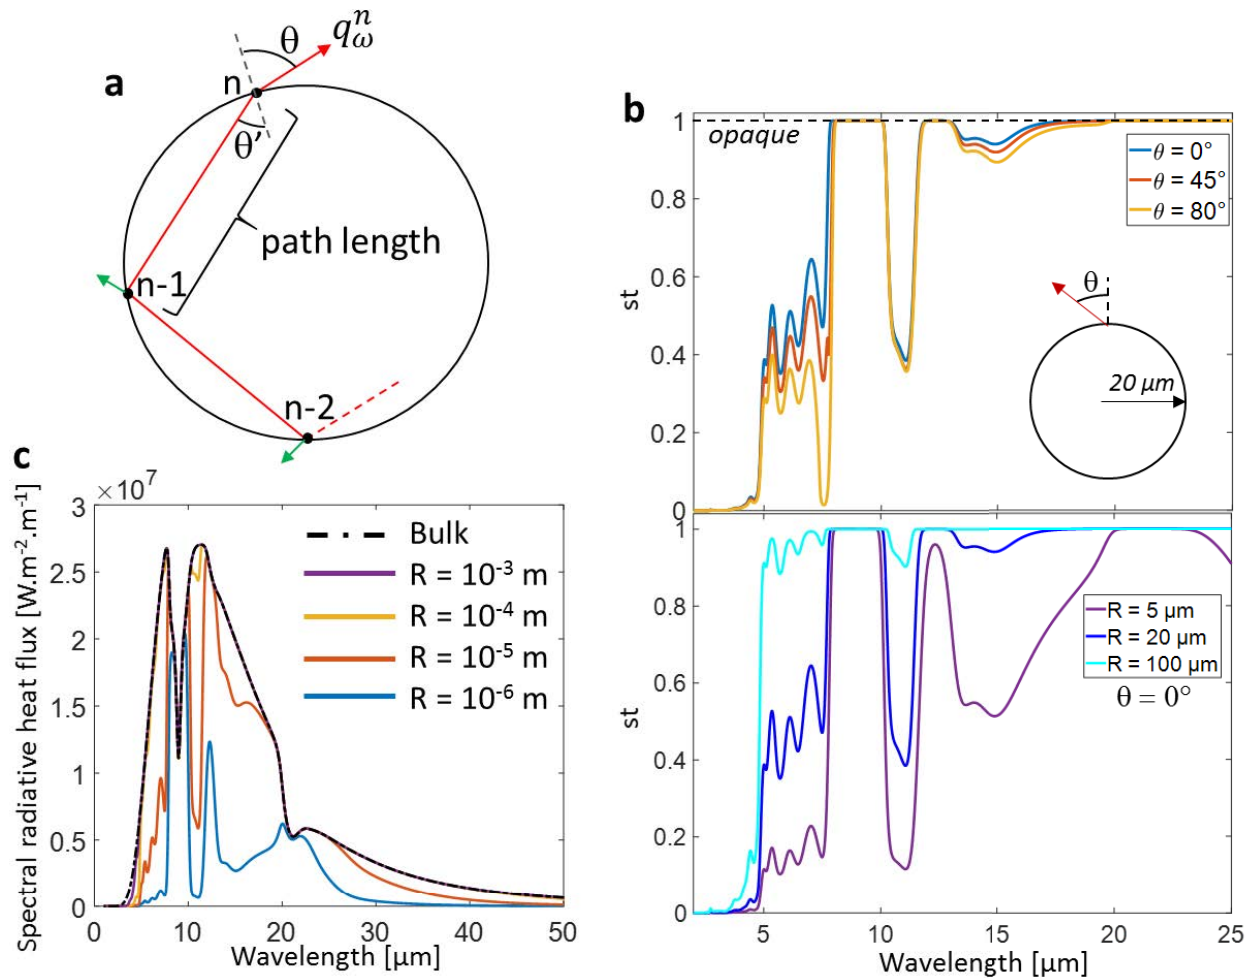 a
n
θ
q_ω^n
θ'
path length
n-1
n-2
b
1
0.8
0.6
0.4
0.2
0
st
opaque
θ = 0°
θ = 45°
θ = 80°
θ
20 μm
1
0.8
0.6
0.4
0.2
0
st
R = 5 μm
R = 20 μm
R = 100 μm
θ = 0°
5 10 15 20 25
Wavelength [μm]
c
×10⁷
3
2.5
2
1.5
1
0.5
0
Spectral radiative heat flux [W.m⁻².m⁻¹]
Bulk
R = 10⁻³ m
R = 10⁻⁴ m
R = 10⁻⁵ m
R = 10⁻⁶ m
0 10 20 30 40 50
Wavelength [μm]